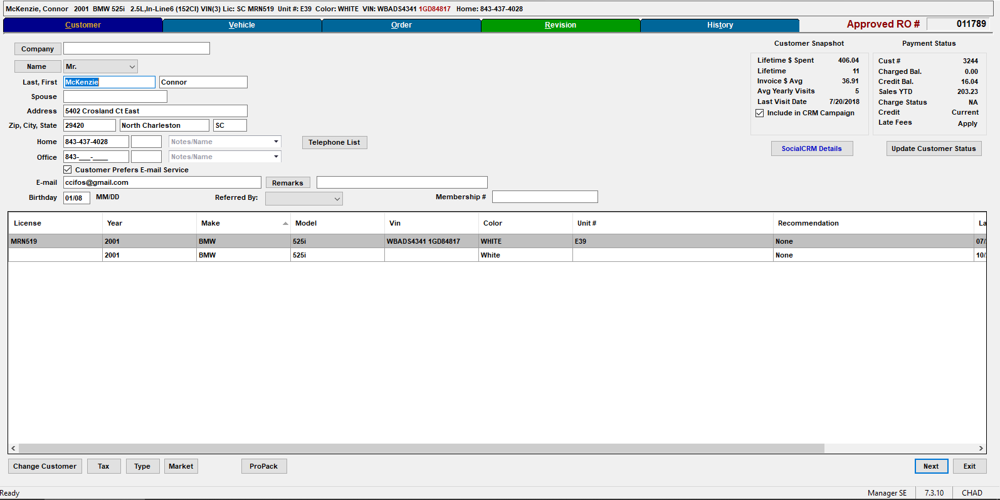 McKenzie, Connor 2001 BMW 525i 2.5L,In-Line6 (152CI) VIN(3) Lic: SC MRN519 Unit #: E39 Color: WHITE VIN: WBADS4341 1GD84817 Home: 843-437-4028
Customer Vehicle Order Revision History Approved RO # 011789
Company
Name Mr.
Last, First McKenzie Connor
Spouse
Address 5402 Crosland Ct East
Zip, City, State 29420 North Charleston SC
Home 843-437-4028 Notes/Name Telephone List
Office 843-___-____ Notes/Name
Customer Prefers E-mail Service
E-mail ccifos@gmail.com Remarks
Birthday 01/08 MM/DD Referred By: Membership #
Customer Snapshot
Lifetime $ Spent 406.04
Lifetime 11
Invoice $ Avg 36.91
Avg Yearly Visits 5
Last Visit Date 7/20/2018
Include in CRM Campaign
SocialCRM Details
Payment Status
Cust # 3244
Charged Bal. 0.00
Credit Bal. 16.04
Sales YTD 203.23
Charge Status NA
Credit Current
Late Fees Apply
Update Customer Status
License Year Make Model Vin Color Unit # Recommendation La
MRN519 2001 BMW 525i WBADS4341 1GD84817 WHITE E39 None 07/
2001 BMW 525i White None 10/
Change Customer Tax Type Market ProPack Next Exit
Ready Manager SE 7.3.10 CHAD